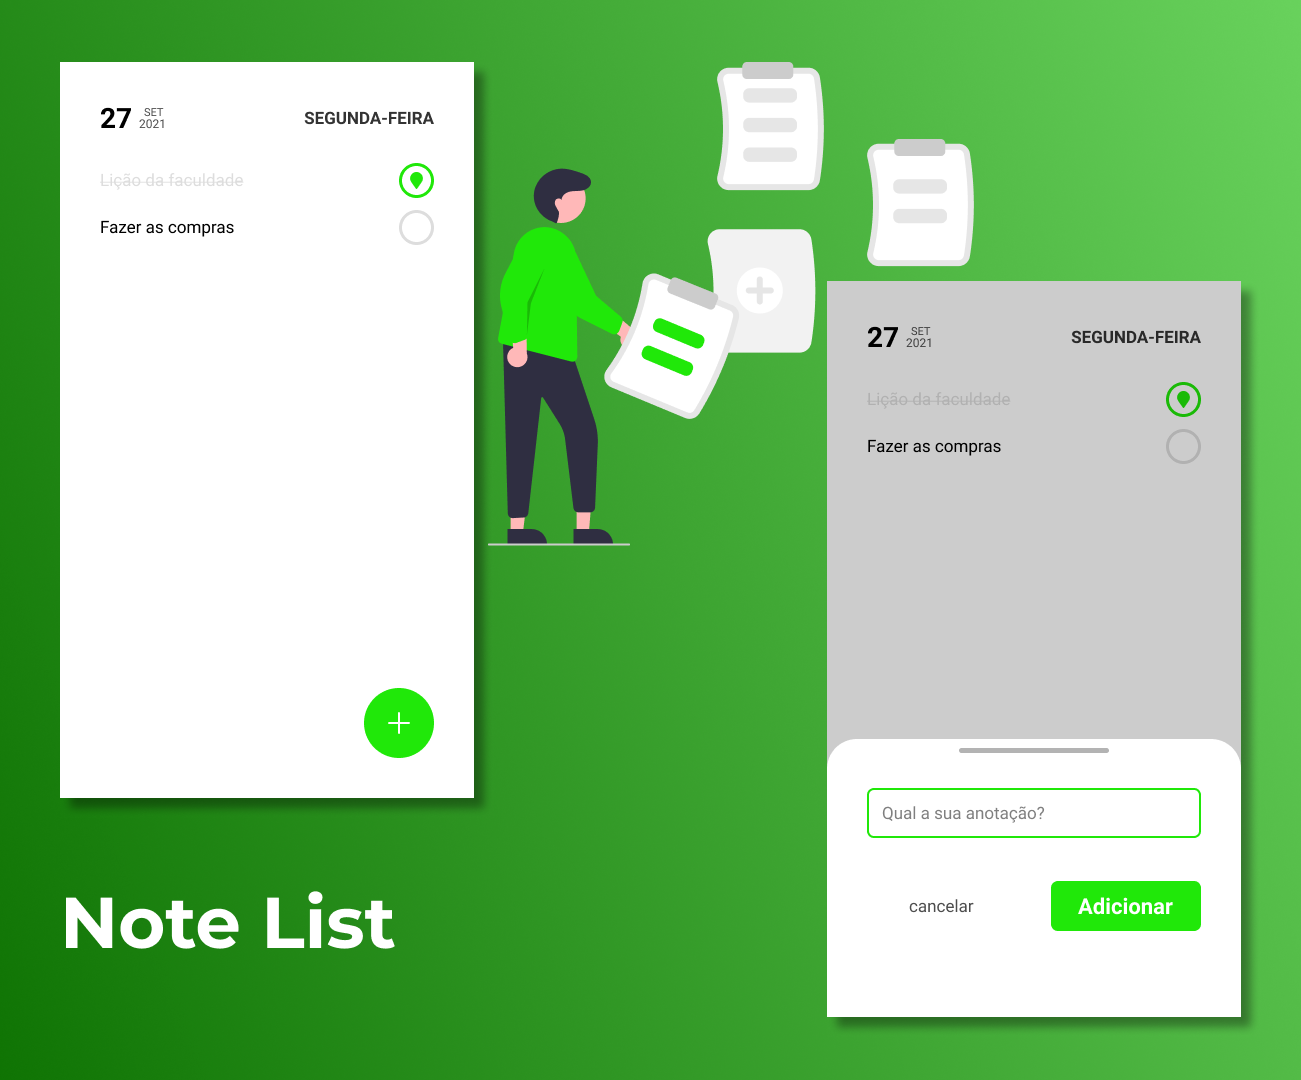 27 SET
2021
SEGUNDA-FEIRA
Lição da faculdade
Fazer as compras
Note List
27 SET
2021
SEGUNDA-FEIRA
Lição da faculdade
Fazer as compras
Qual a sua anotação?
cancelar
Adicionar